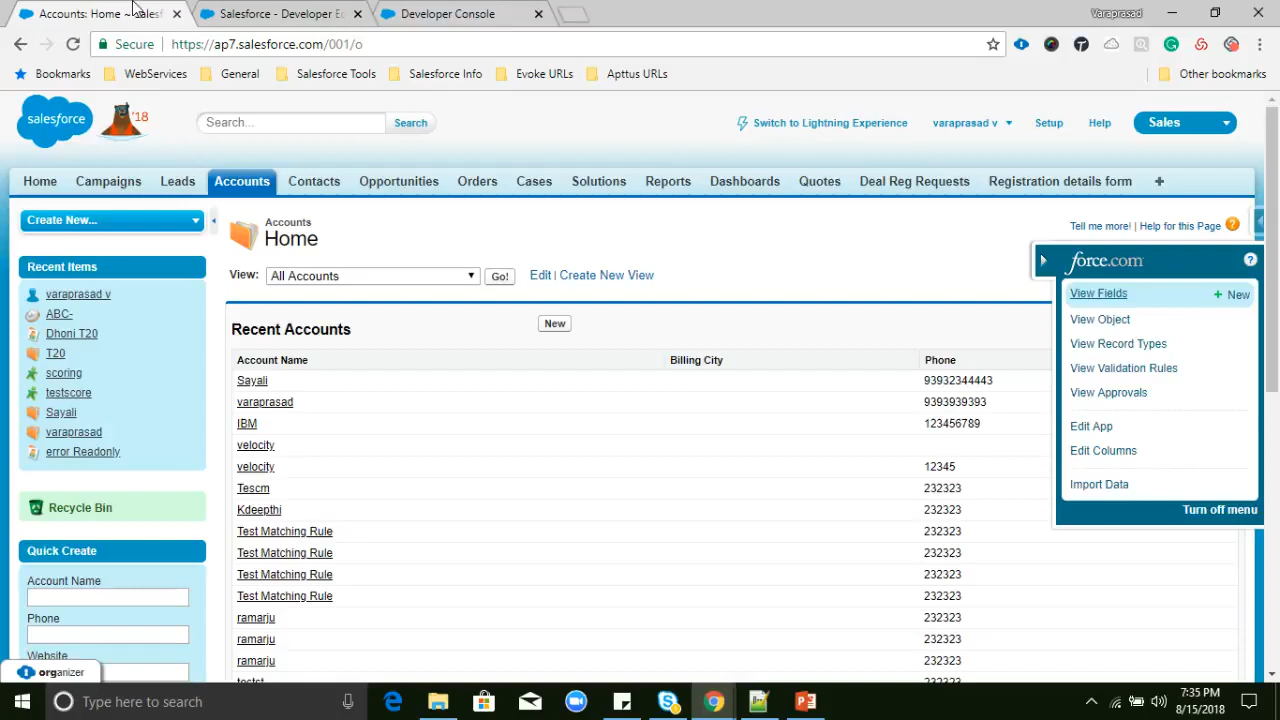 Accounts: Home ~ Salesf
Salesforce - Developer Ed
Developer Console
Varaprasad
Secure
https://ap7.salesforce.com/001/o
Bookmarks
WebServices
General
Salesforce Tools
Salesforce Info
Evoke URLs
Apttus URLs
Other bookmarks
salesforce
'18
Search...
Search
Switch to Lightning Experience
varaprasad v
Setup
Help
Sales
Home
Campaigns
Leads
Accounts
Contacts
Opportunities
Orders
Cases
Solutions
Reports
Dashboards
Quotes
Deal Reg Requests
Registration details form
+
Create New...
Recent Items
varaprasad v
ABC-
Dhoni T20
T20
scoring
testscore
Sayali
varaprasad
error Readonly
Recycle Bin
Quick Create
Account Name
Phone
Website
organizer
Accounts
Home
Tell me more! | Help for this Page
View:
All Accounts
Go!
Edit | Create New View
Recent Accounts
New
Account Name Billing City Phone
Sayali 93932344443
varaprasad 9393939393
IBM 123456789
velocity
velocity 12345
Tescm 232323
Kdeepthi 232323
Test Matching Rule 232323
Test Matching Rule 232323
Test Matching Rule 232323
Test Matching Rule 232323
ramarju 232323
ramarju 232323
ramarju 232323
force.com
?
View Fields
+ New
View Object
View Record Types
View Validation Rules
View Approvals
Edit App
Edit Columns
Import Data
Turn off menu
Type here to search
7:35 PM
8/15/2018